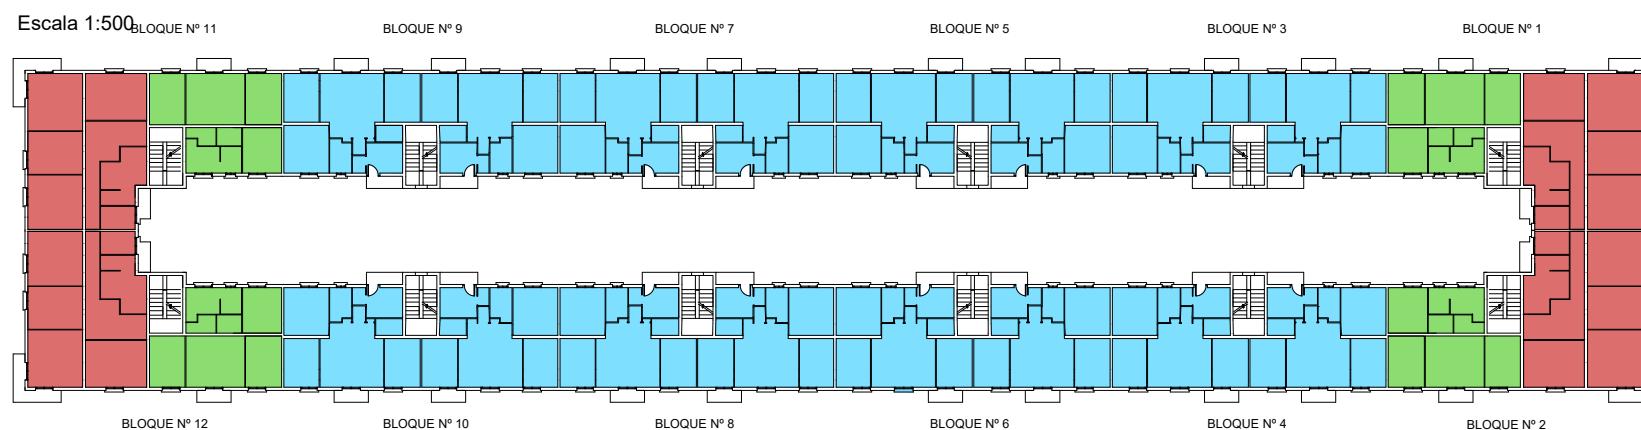 Escala 1:500
BLOQUE Nº 11
BLOQUE Nº 9
BLOQUE Nº 7
BLOQUE Nº 5
BLOQUE Nº 3
BLOQUE Nº 1
BLOQUE Nº 12
BLOQUE Nº 10
BLOQUE Nº 8
BLOQUE Nº 6
BLOQUE Nº 4
BLOQUE Nº 2